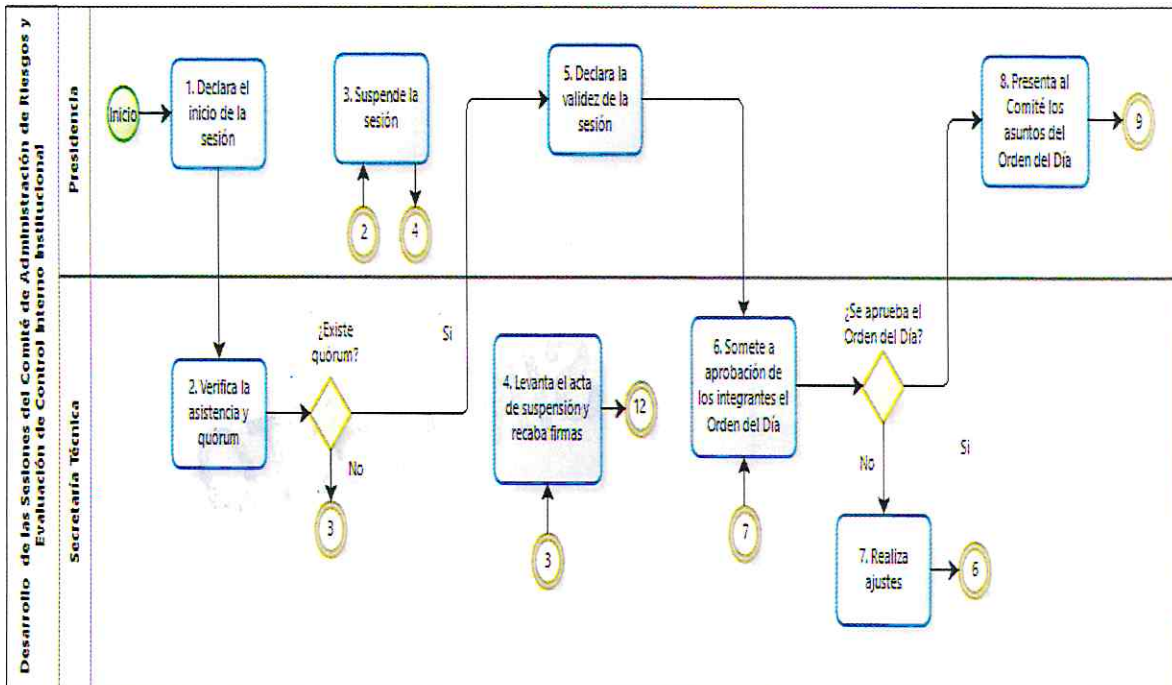 Desarrollo de las Sesiones del Comité de Administración de Riesgos y
Evaluación de Control Interno Institucional
Presidencia
Inicio
1. Declara el
inicio de la
sesión
3. Suspende la
sesión
2
4
5. Declara la
validez de la
sesión
8. Presenta al
Comité los
asuntos del
Orden del Día
9
Secretaría Técnica
2. Verifica la
asistencia y
quórum
¿Existe
quórum?
Si
No
3
4. Levanta el acta
de suspensión y
recaba firmas
12
3
6. Somete a
aprobación de
los integrantes el
Orden del Día
7
¿Se aprueba el
Orden del Día?
No
Si
7. Realiza
ajustes
6